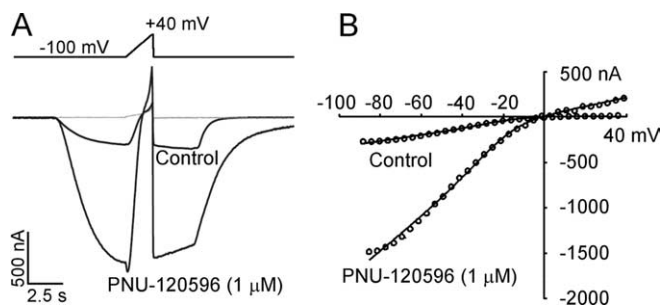 A
+40 mV
-100 mV
Control
500 nA
2.5 s
PNU-120596 (1 μM)
B
500 nA
-100 -80 -60 -40 -20
40 mV
Control
-500
-1000
-1500
PNU-120596 (1 μM)
-2000